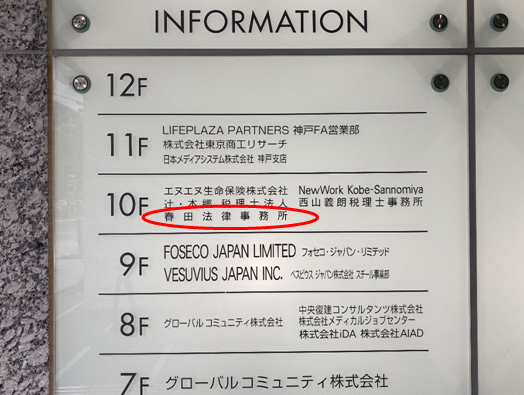 INFORMATION
12F
11F
LIFEPLAZA PARTNERS 神戸FA営業部
株式会社東京商工リサーチ
日本メディアシステム株式会社 神戸支店
10F
エヌエヌ生命保険株式会社 NewWork Kobe-Sannomiya
辻・本郷 税理士法人 西山義朗税理士事務所
春田法律事務所
9F
FOSECO JAPAN LIMITED フォセコ・ジャパン・リミテッド
VESUVIUS JAPAN INC. ベスビウス ジャパン株式会社 スチール事業部
8F
グローバルコミュニティ株式会社
中央復建コンサルタンツ株式会社
株式会社メディカルジョブセンター
株式会社iDA 株式会社AIAD
7F
グローバルコミュニティ株式会社